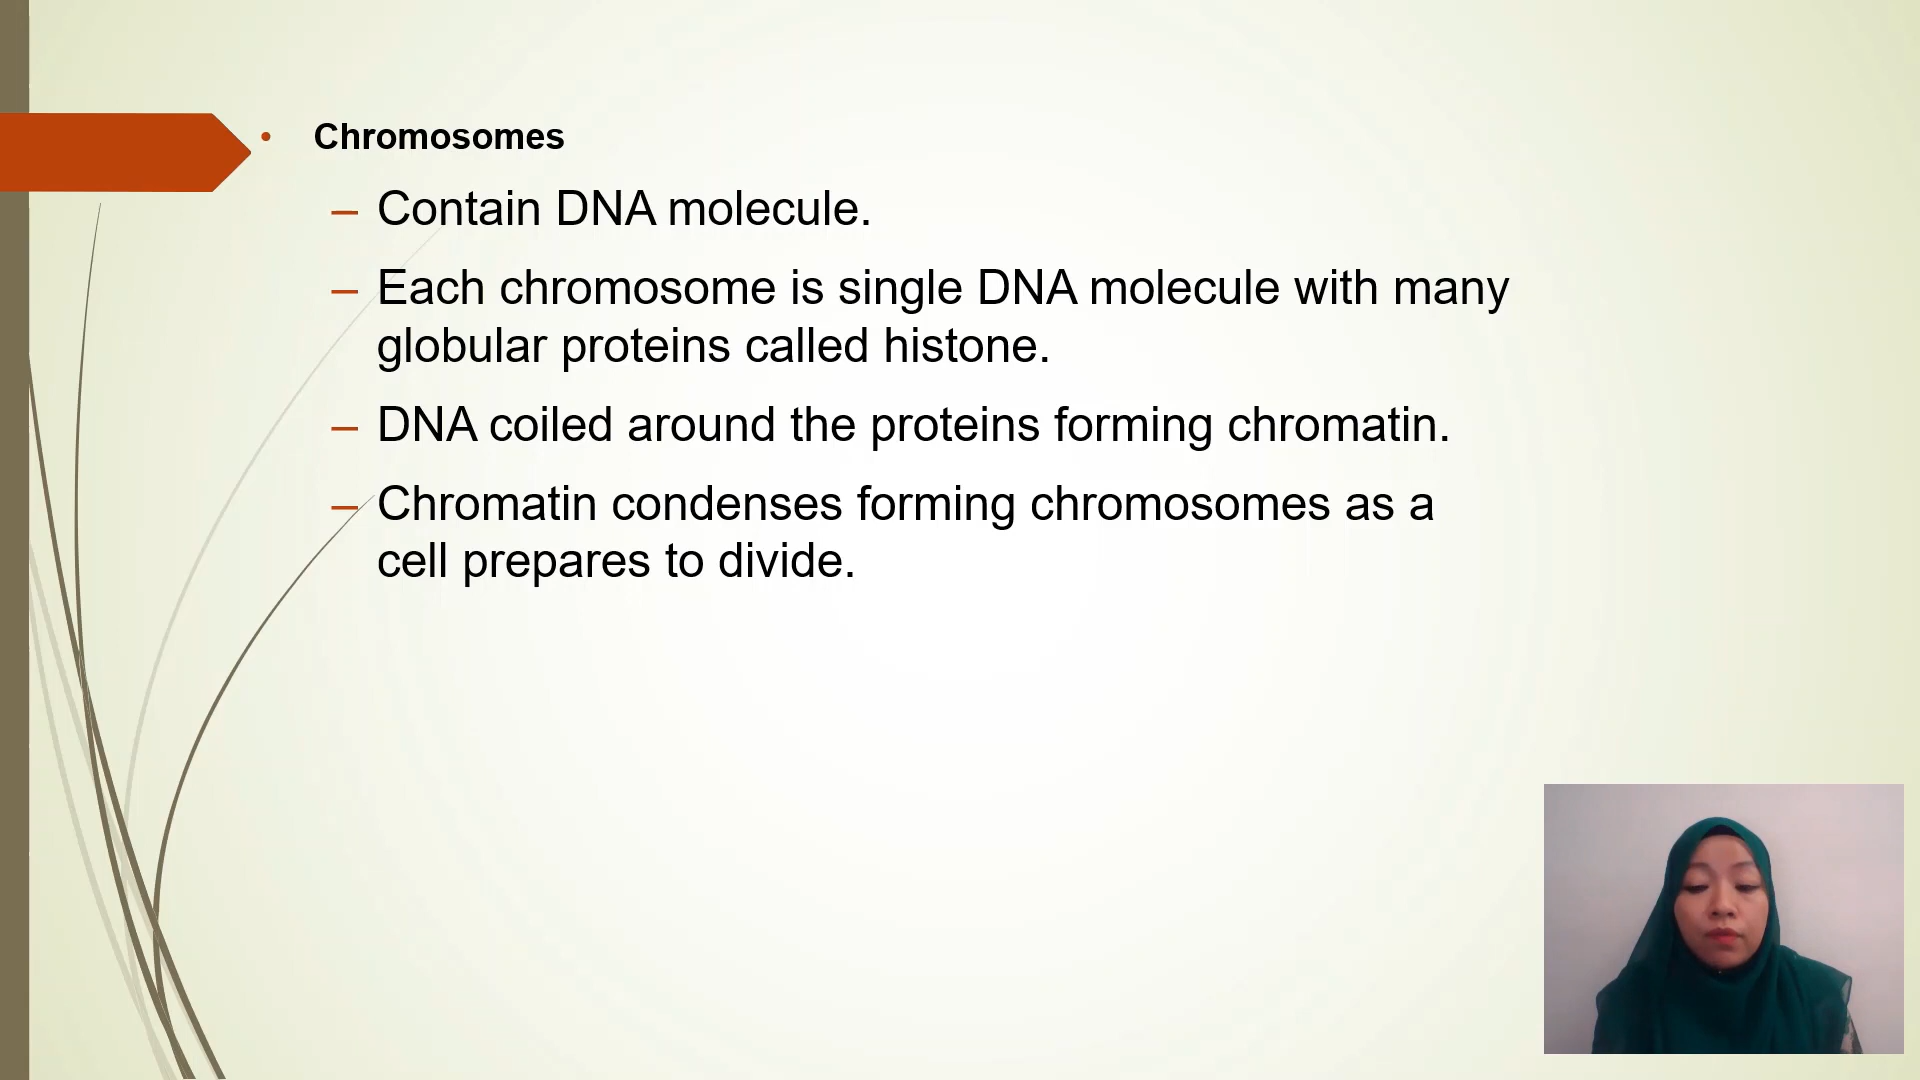 • Chromosomes
– Contain DNA molecule.
– Each chromosome is single DNA molecule with many
globular proteins called histone.
– DNA coiled around the proteins forming chromatin.
– Chromatin condenses forming chromosomes as a
cell prepares to divide.